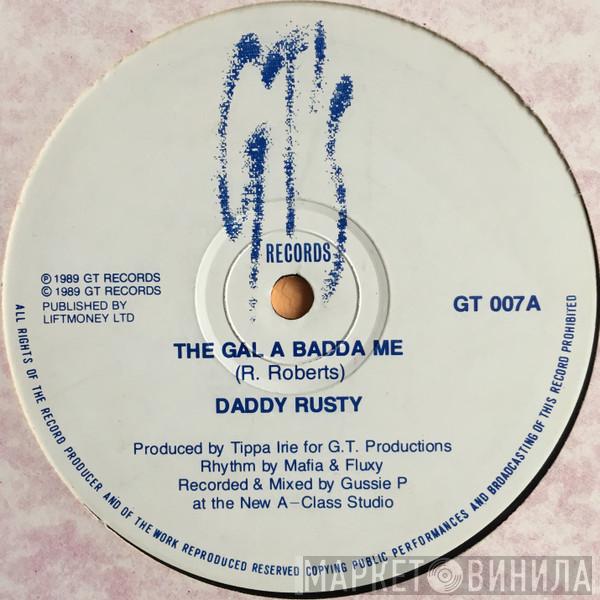 GT's
RECORDS
℗ 1989 GT RECORDS
© 1989 GT RECORDS
PUBLISHED BY
LIFTMONEY LTD
GT 007A
THE GAL A BADDA ME
(R. Roberts)
DADDY RUSTY
Produced by Tippa Irie for G.T. Productions
Rhythm by Mafia & Fluxy
Recorded & Mixed by Gussie P
at the New A-Class Studio
ALL RIGHTS OF THE RECORD PRODUCER AND OF THE WORK REPRODUCED RESERVED COPYING PUBLIC PERFORMANCES AND BROADCASTING OF THIS RECORD PROHIBITED
МАРКЕТ ВИНИЛА